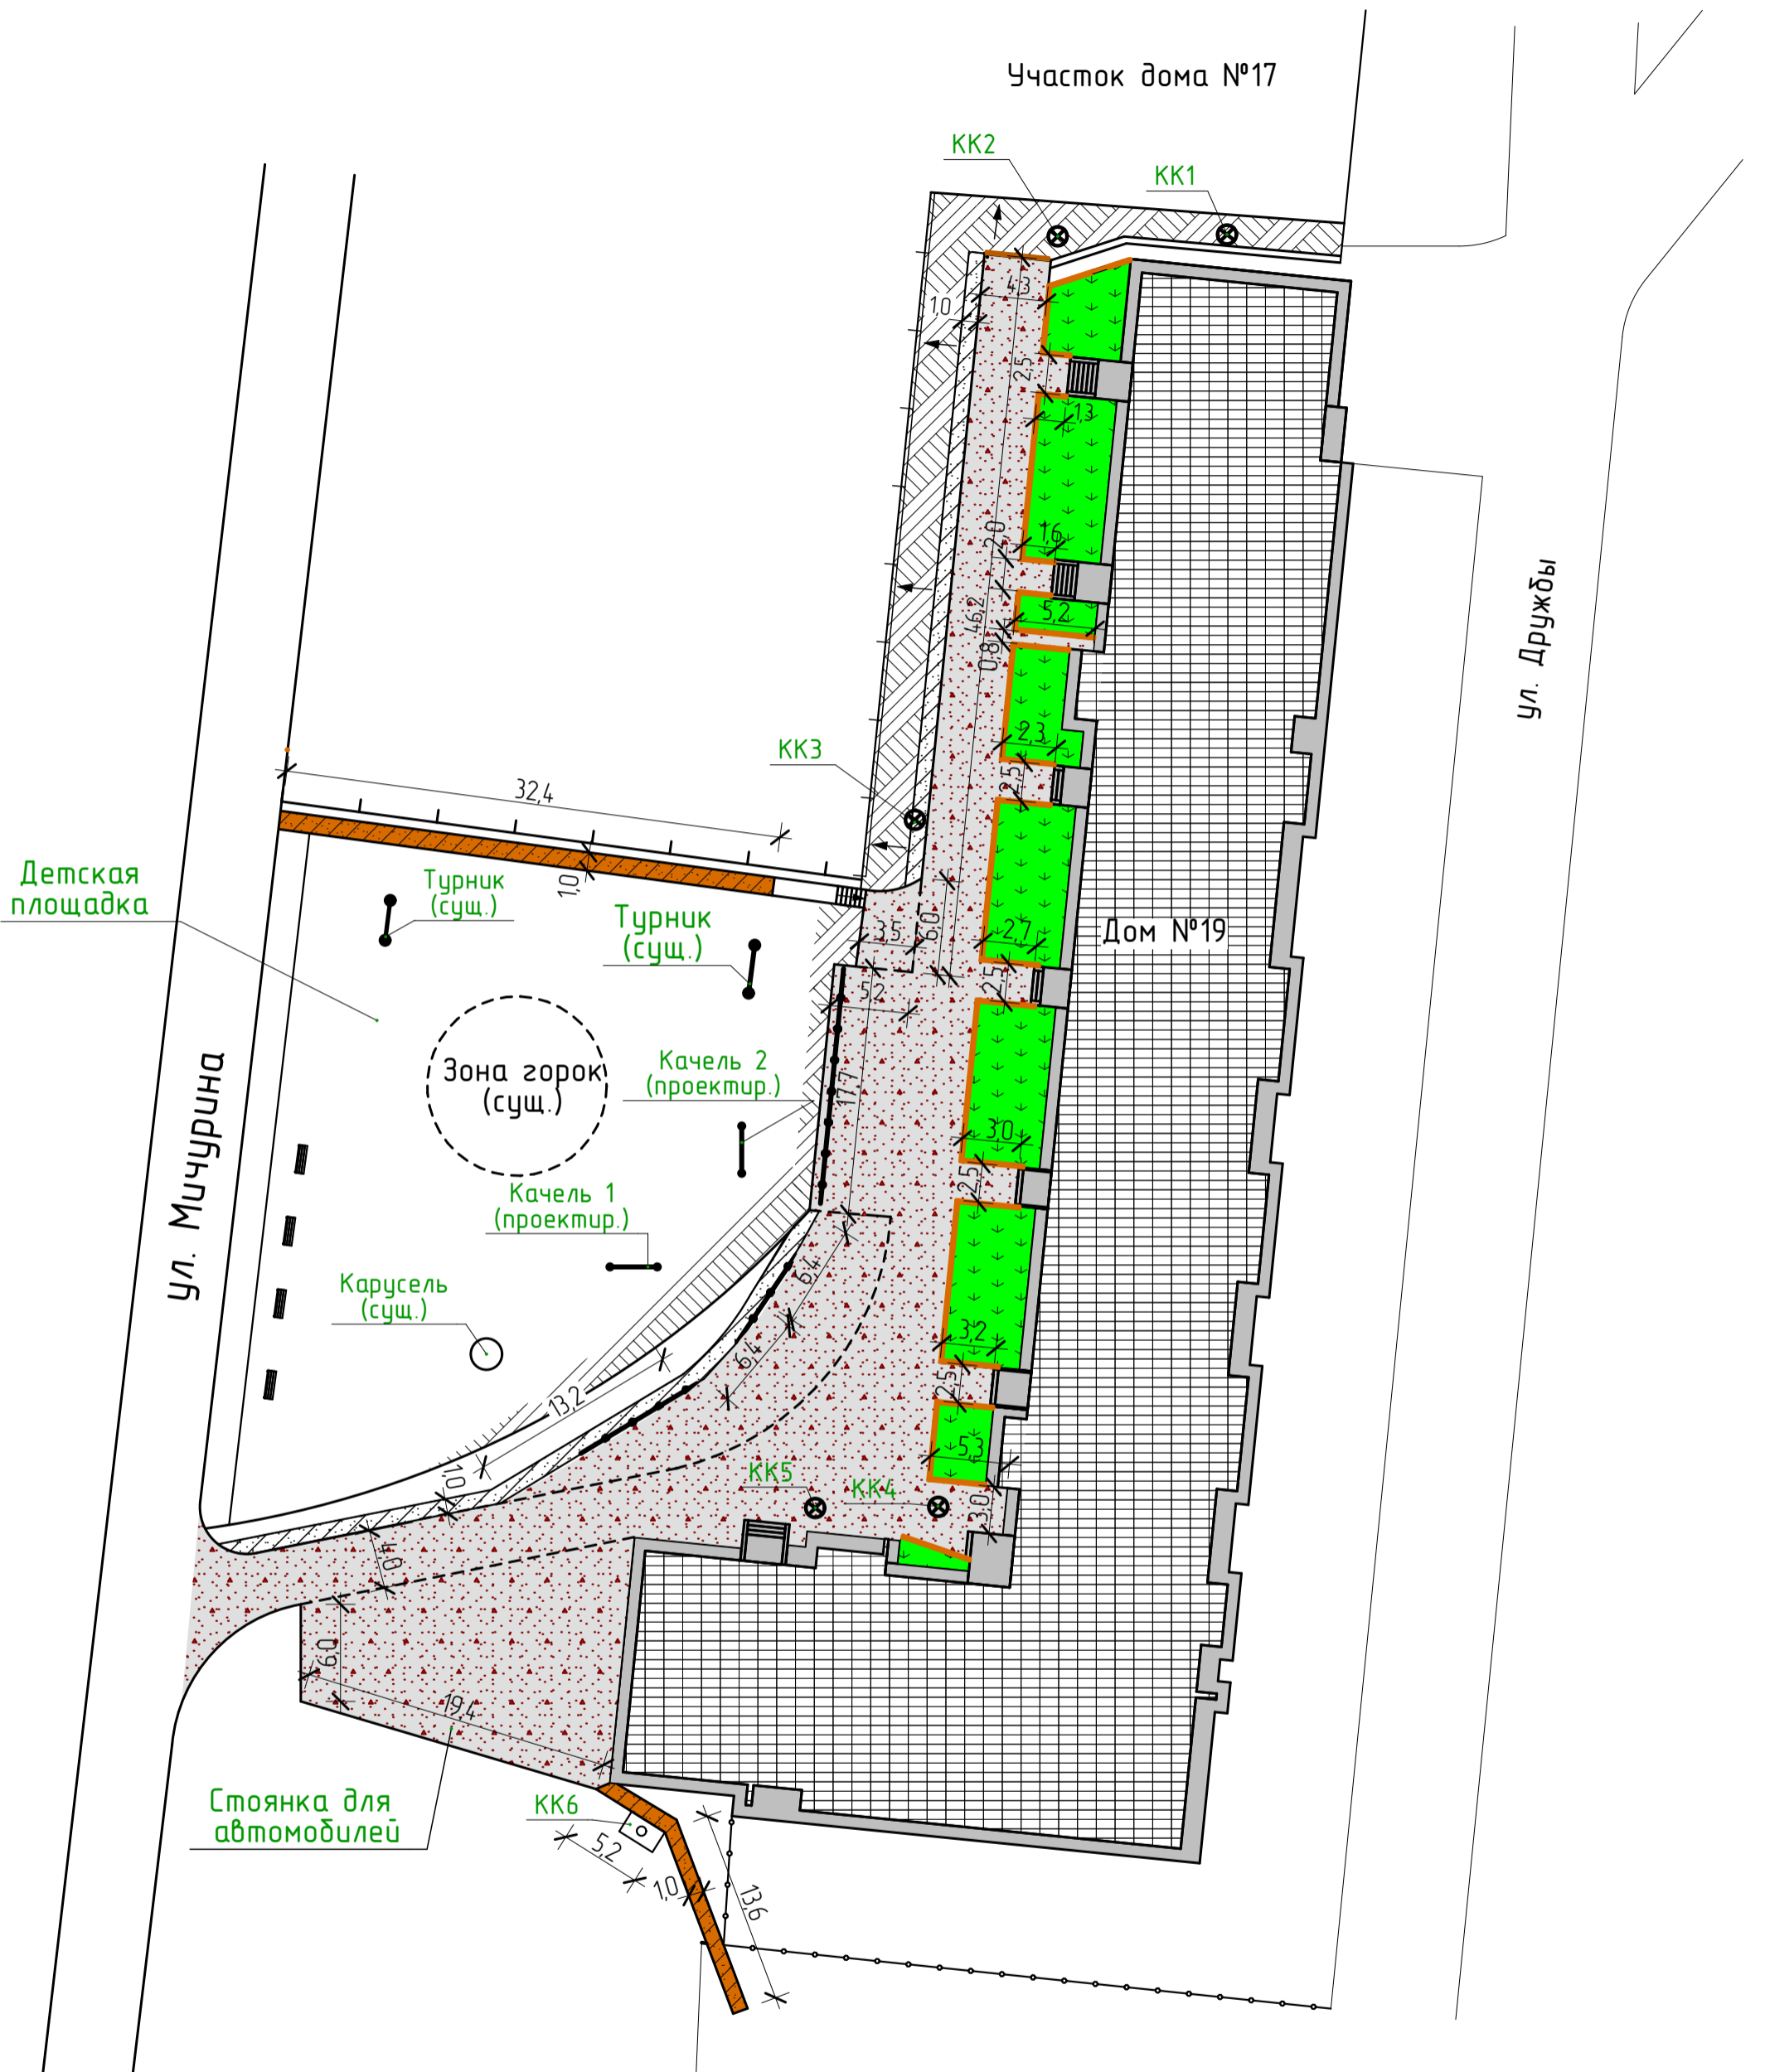 Участок дома №17
КК2
КК1
4,3
1,0
2,5
1,3
2,0
1,6
46,2
5,2
0,8
ул. Дружбы
2,3
КК3
2,5
32,4
1,0
Детская
площадка
Турник
(сущ.)
Турник
(сущ.)
3,5
6,0
2,7
Дом №19
5,2
2,5
Зона горок
(сущ.)
Качель 2
(проектир.)
17,7
3,0
ул. Мичурина
2,5
Качель 1
(проектир.)
6,4
Карусель
(сущ.)
3,2
6,4
2,5
13,2
5,3
1,0
КК5
КК4
3,0
4,0
6,0
19,4
Стоянка для
автомобилей
КК6
5,2
1,0
13,6